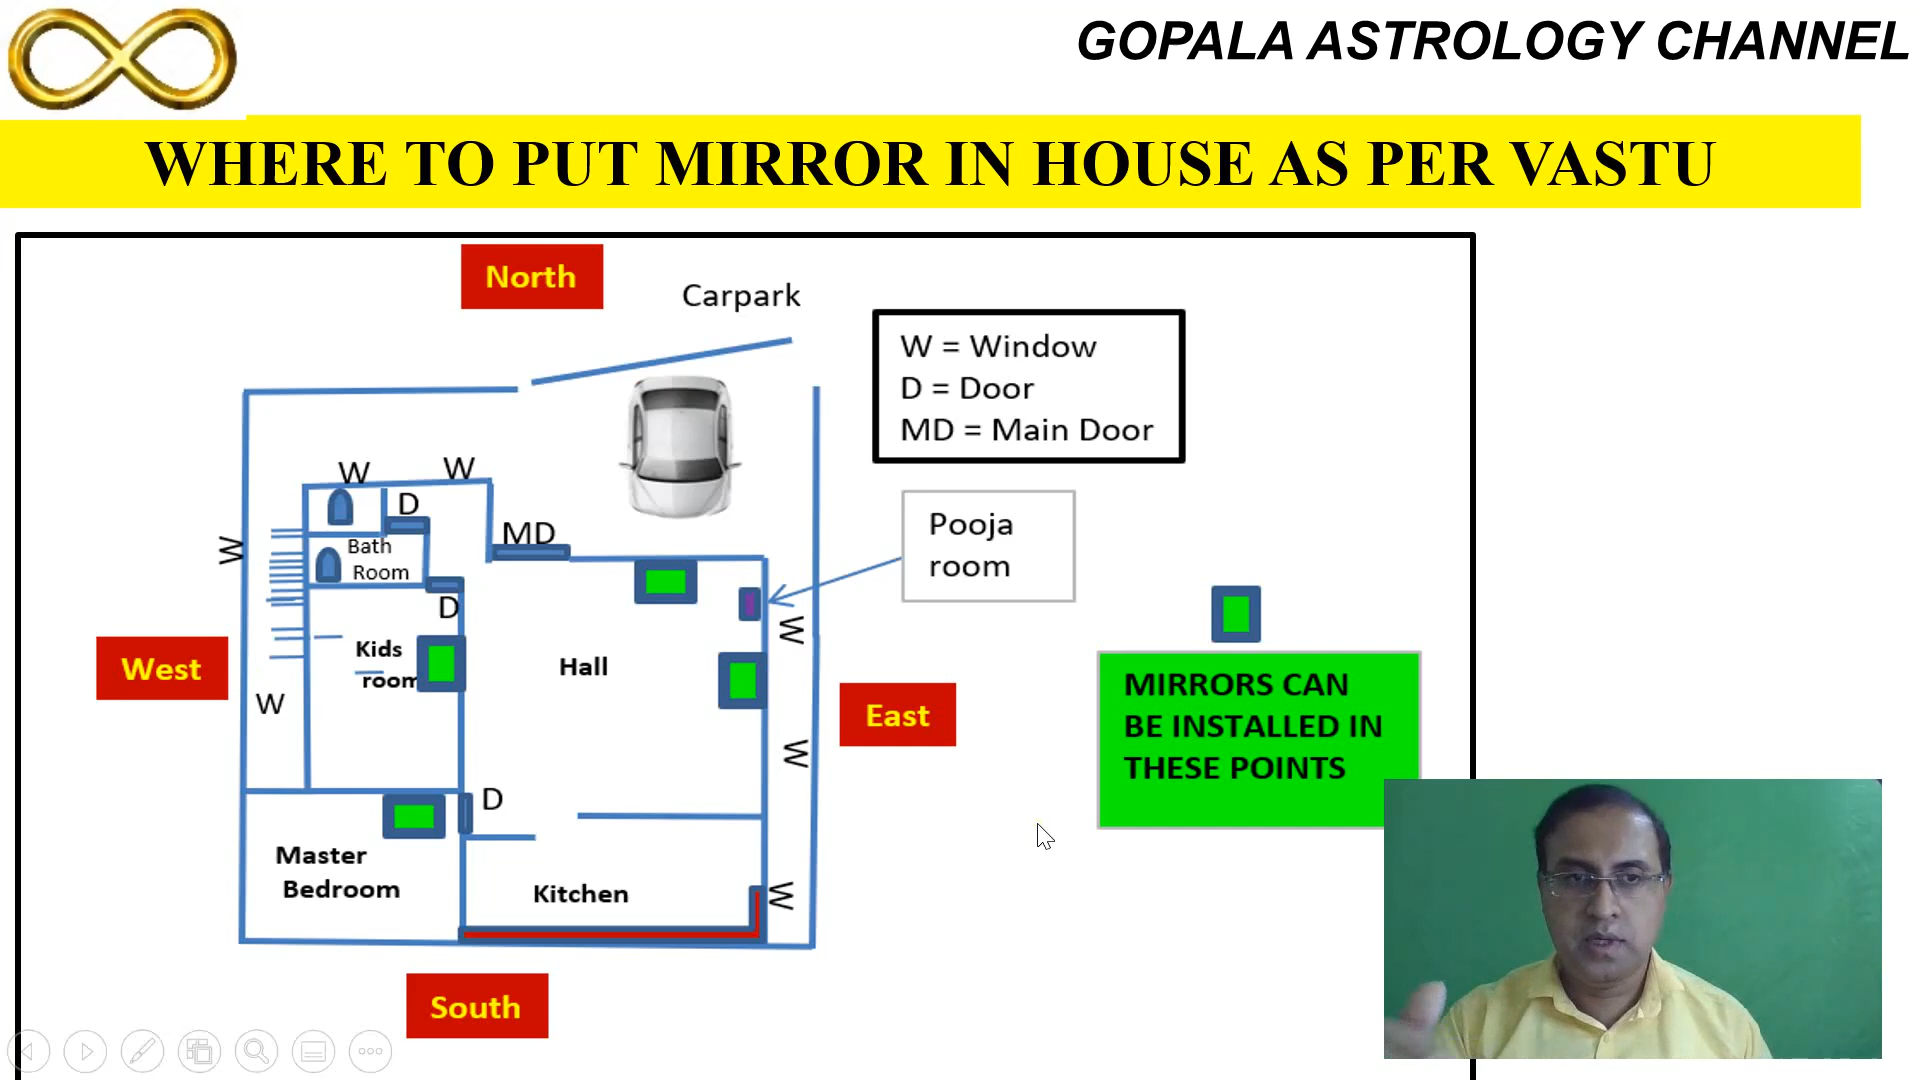 GOPALA ASTROLOGY CHANNEL
WHERE TO PUT MIRROR IN HOUSE AS PER VASTU
North
Carpark
W = Window
D = Door
MD = Main Door
W
W
D
MD
Pooja
room
W
Bath
Room
D
W
Kids
room
Hall
West
W
East
MIRRORS CAN
BE INSTALLED IN
THESE POINTS
W
D
Master
Bedroom
Kitchen
W
South